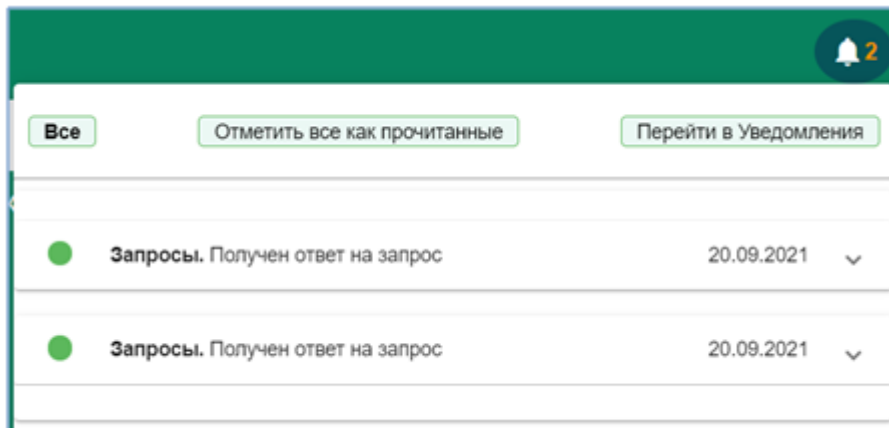 2
Все Отметить все как прочитанные Перейти в Уведомления
Запросы. Получен ответ на запрос 20.09.2021
Запросы. Получен ответ на запрос 20.09.2021